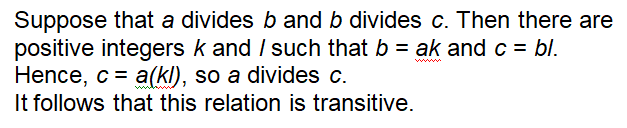 Suppose that a divides b and b divides c. Then there are
positive integers k and l such that b = ak and c = bl.
Hence, c = a(kl), so a divides c.
It follows that this relation is transitive.